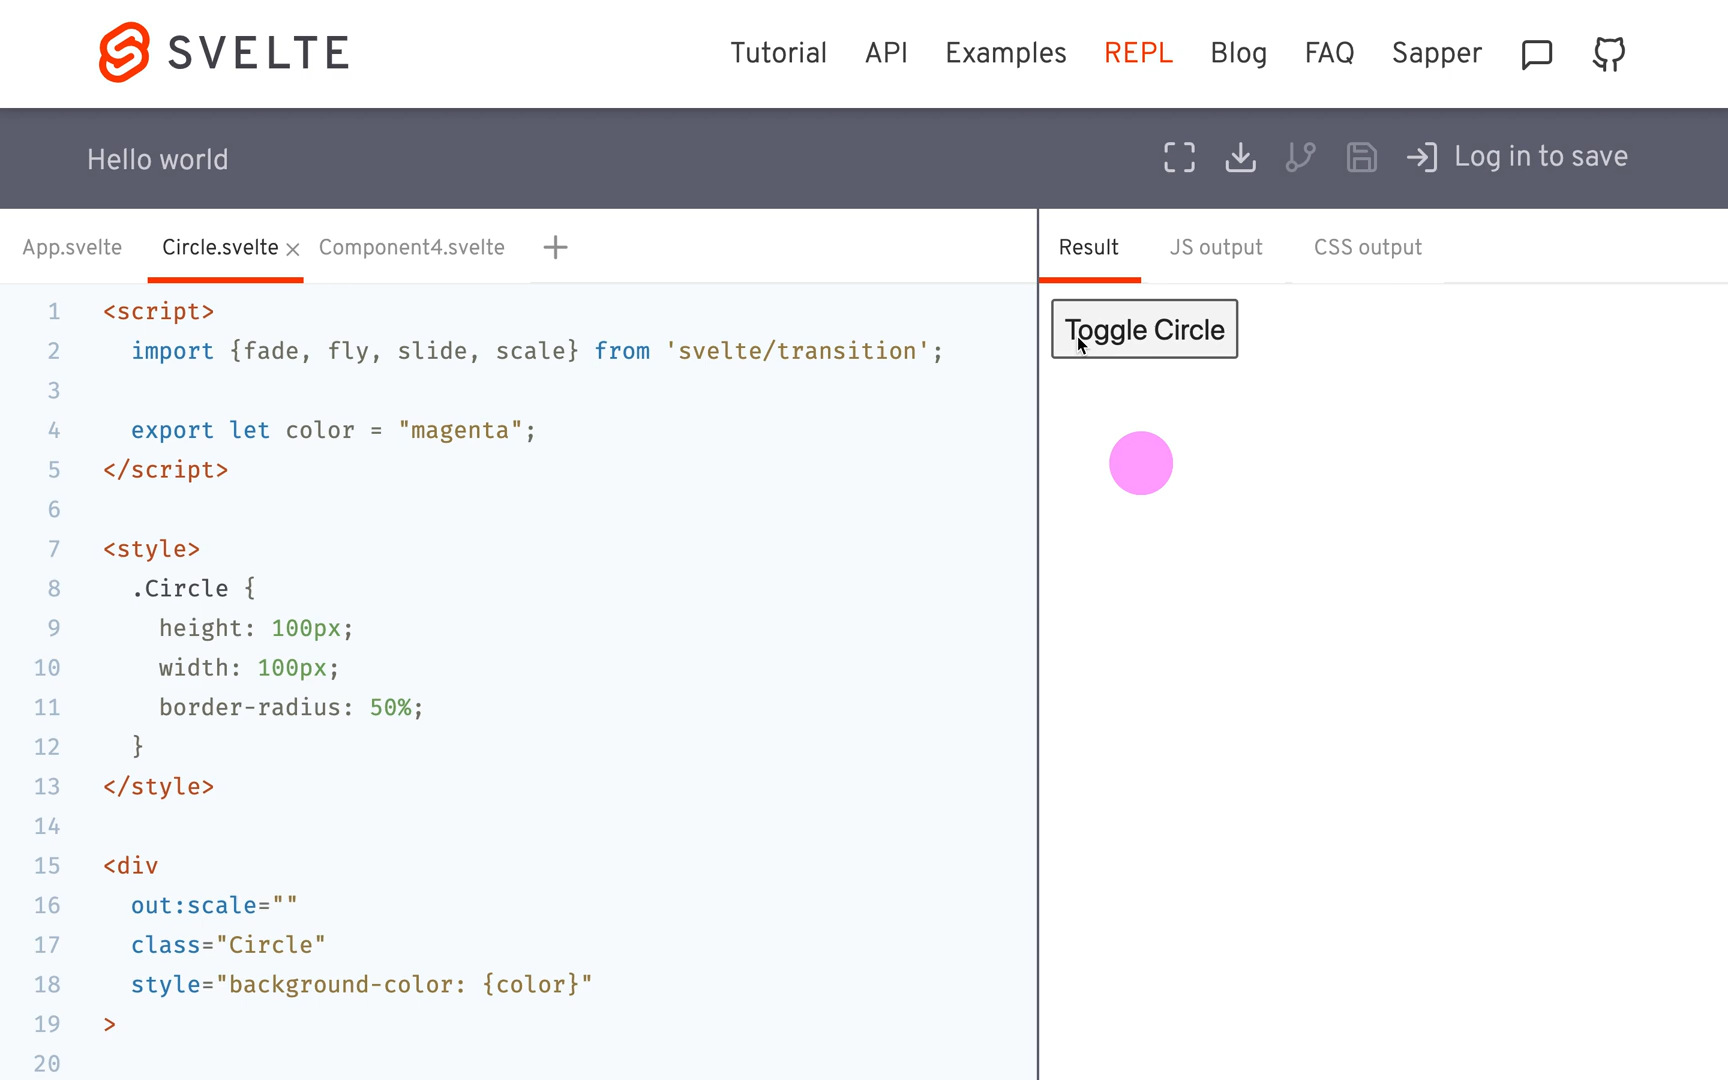 SVELTE
Tutorial API Examples REPL Blog FAQ Sapper
Hello world
Log in to save
App.svelte Circle.svelte Component4.svelte
Result JS output CSS output
1 <script>
2 import {fade, fly, slide, scale} from 'svelte/transition';
3
4 export let color = "magenta";
5 </script>
6
7 <style>
8 .Circle {
9 height: 100px;
10 width: 100px;
11 border-radius: 50%;
12 }
13 </style>
14
15 <div
16 out:scale=""
17 class="Circle"
18 style="background-color: {color}"
19 >
20
Toggle Circle